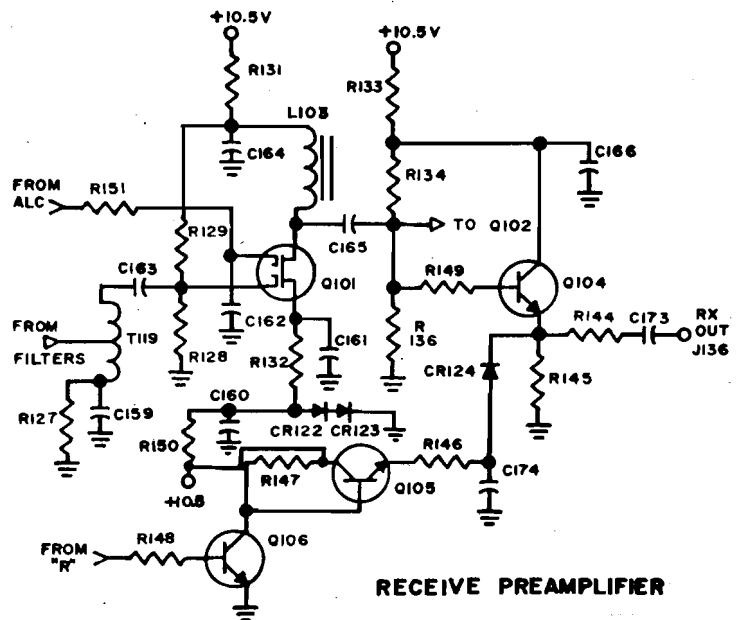 +10.5V
+10.5V
R131
R133
L103
C164
C166
R134
FROM
ALC
R151
TO Q102
R129
C165
C163
Q101
R149
Q104
C162
C161
R144
C173
RX
OUT
J136
FROM
FILTERS
T119
R128
R132
R
136
CR124
R145
R127
C159
C160
R150
CR122
CR123
R146
+10.5
R147
Q105
C174
FROM
"R"
R148
Q106
RECEIVE PREAMPLIFIER